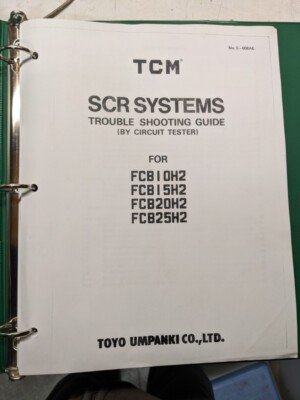 TCM
SCR SYSTEMS
TROUBLE SHOOTING GUIDE
(BY CIRCUIT TESTER)
FOR
FCB10H2
FCB15H2
FCB20H2
FCB25H2
TOYO UMPANKI CO.,LTD.